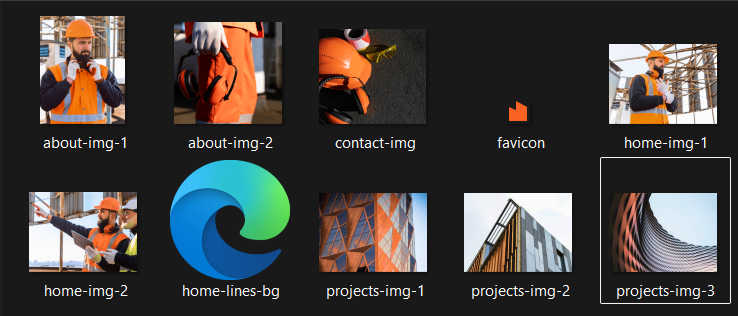 about-img-1
about-img-2
contact-img
favicon
home-img-1
home-img-2
home-lines-bg
projects-img-1
projects-img-2
projects-img-3